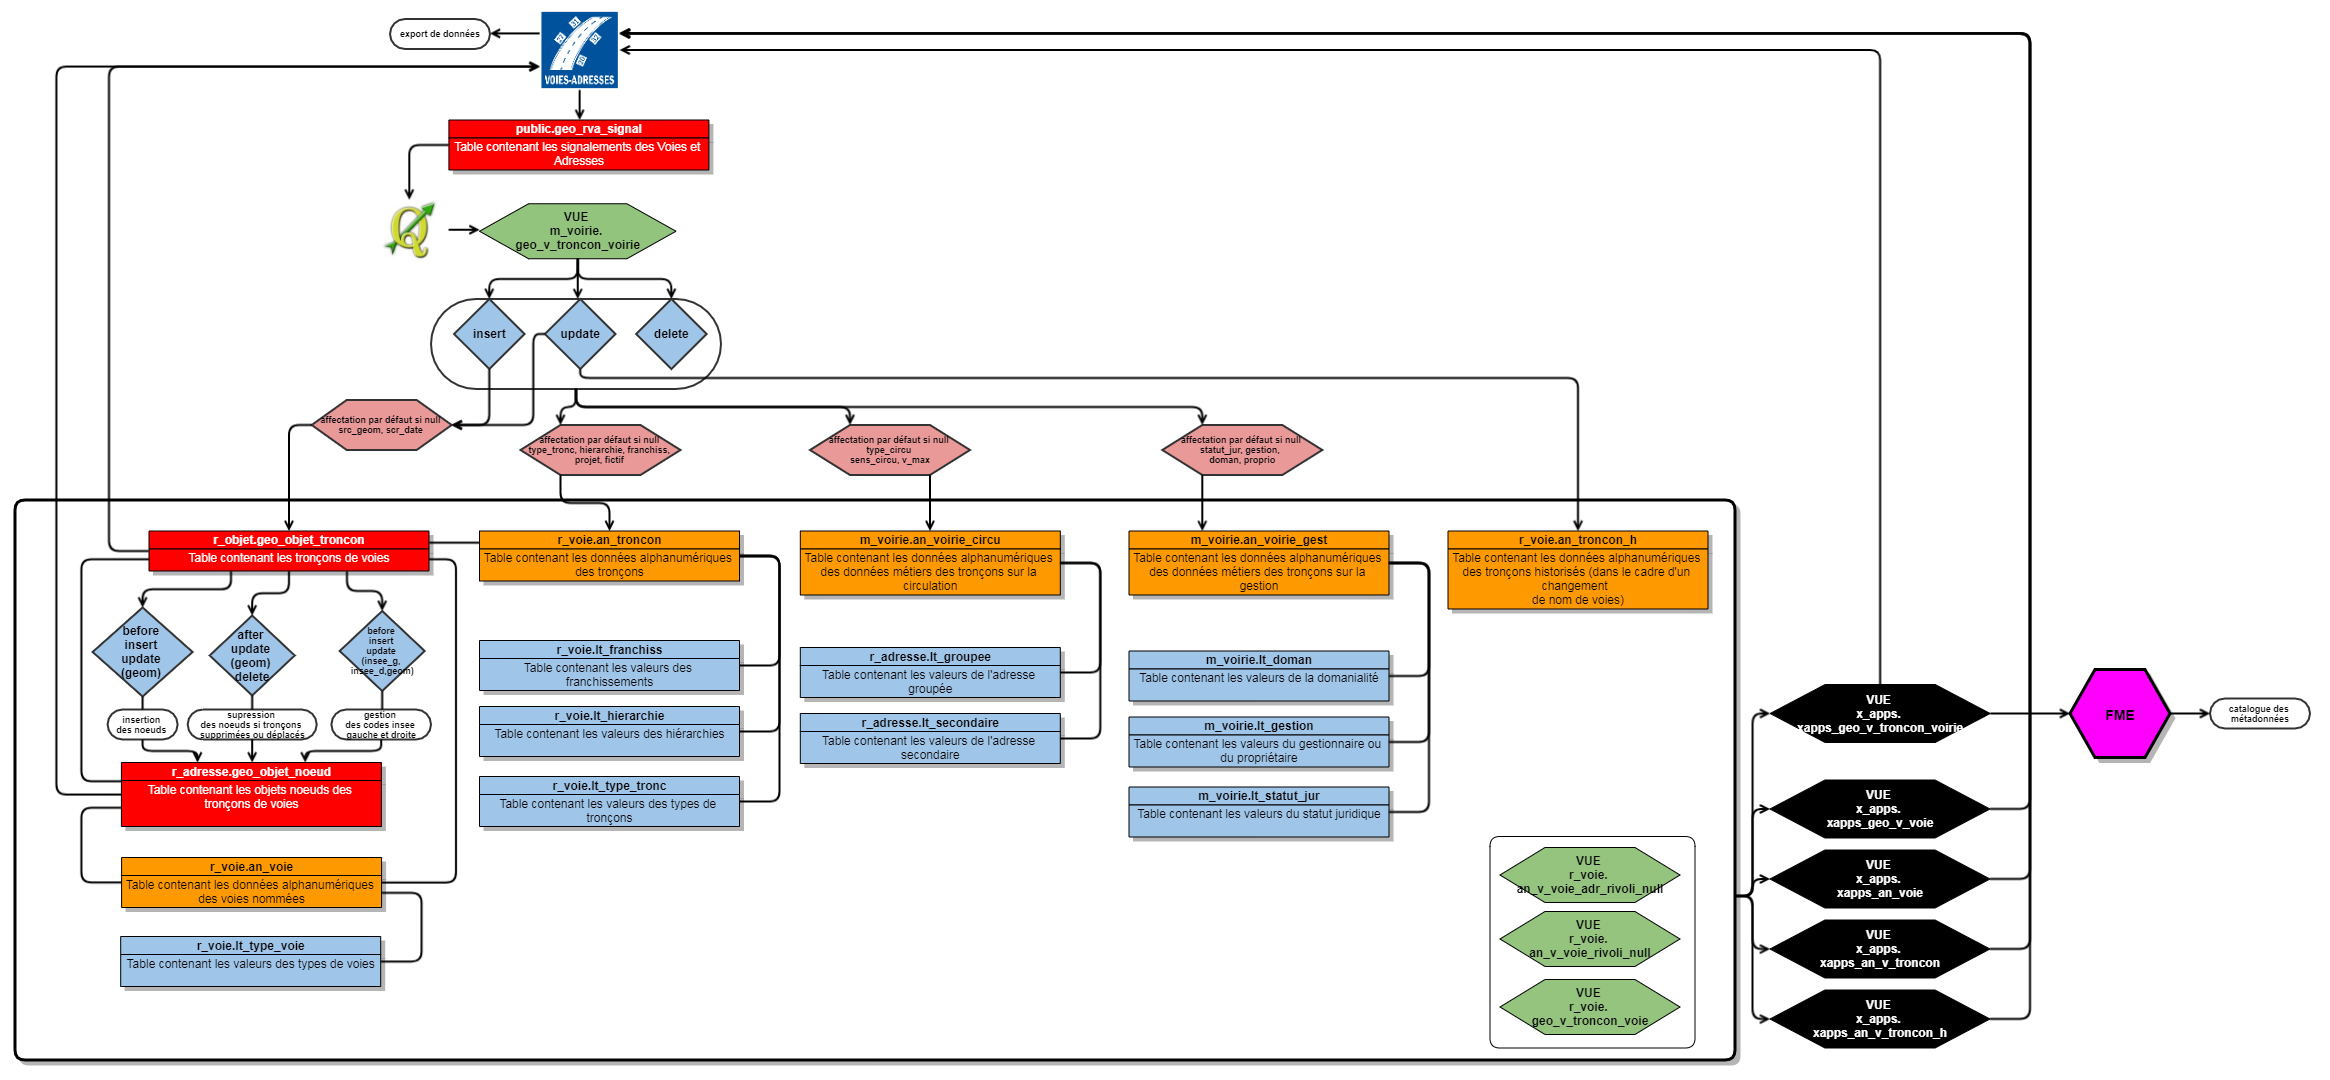 export de données
VOIES-ADRESSES
public.geo_rva_signal
Table contenant les signalements des Voies et
Adresses
VUE
m_voirie.
geo_v_troncon_voirie
insert
update
delete
affectation par défaut si null
src_geom, scr_date
affectation par défaut si null
type_tronc, hierarchie, franchiss,
projet, fictif
affectation par défaut si null
type_circu
sens_circu, v_max
affectation par défaut si null
statut_jur, gestion,
doman, proprio
r_objet.geo_objet_troncon
Table contenant les tronçons de voies
r_voie.an_troncon
Table contenant les données alphanumériques
des tronçons
m_voirie.an_voirie_circu
Table contenant les données alphanumériques
des données métiers des tronçons sur la
circulation
m_voirie.an_voirie_gest
Table contenant les données alphanumériques
des données métiers des tronçons sur la
gestion
r_voie.an_troncon_h
Table contenant les données alphanumériques
des tronçons historisés (dans le cadre d'un
changement
de nom de voies)
before
insert
update
(geom)
after
update
(geom)
delete
before
insert
update
(insee_g,
insee_d,geom)
insertion
des noeuds
supression
des noeuds si tronçons
supprimées ou déplacés
gestion
des codes insee
gauche et droite
r_adresse.geo_objet_noeud
Table contenant les objets noeuds des
tronçons de voies
r_voie.an_voie
Table contenant les données alphanumériques
des voies nommées
r_voie.lt_type_voie
Table contenant les valeurs des types de voies
r_voie.lt_franchiss
Table contenant les valeurs des
franchissements
r_voie.lt_hierarchie
Table contenant les valeurs des hiérarchies
r_voie.lt_type_tronc
Table contenant les valeurs des types de
tronçons
r_adresse.lt_groupee
Table contenant les valeurs de l'adresse
groupée
r_adresse.lt_secondaire
Table contenant les valeurs de l'adresse
secondaire
m_voirie.lt_doman
Table contenant les valeurs de la domanialité
m_voirie.lt_gestion
Table contenant les valeurs du gestionnaire ou
du propriétaire
m_voirie.lt_statut_jur
Table contenant les valeurs du statut juridique
VUE
r_voie.
an_v_voie_adr_rivoli_null
VUE
r_voie.
an_v_voie_rivoli_null
VUE
r_voie.
geo_v_troncon_voie
VUE
x_apps.
xapps_geo_v_troncon_voirie
VUE
x_apps.
xapps_geo_v_voie
VUE
x_apps.
xapps_an_voie
VUE
x_apps.
xapps_an_v_troncon
VUE
x_apps.
xapps_an_v_troncon_h
FME
catalogue des
métadonnées